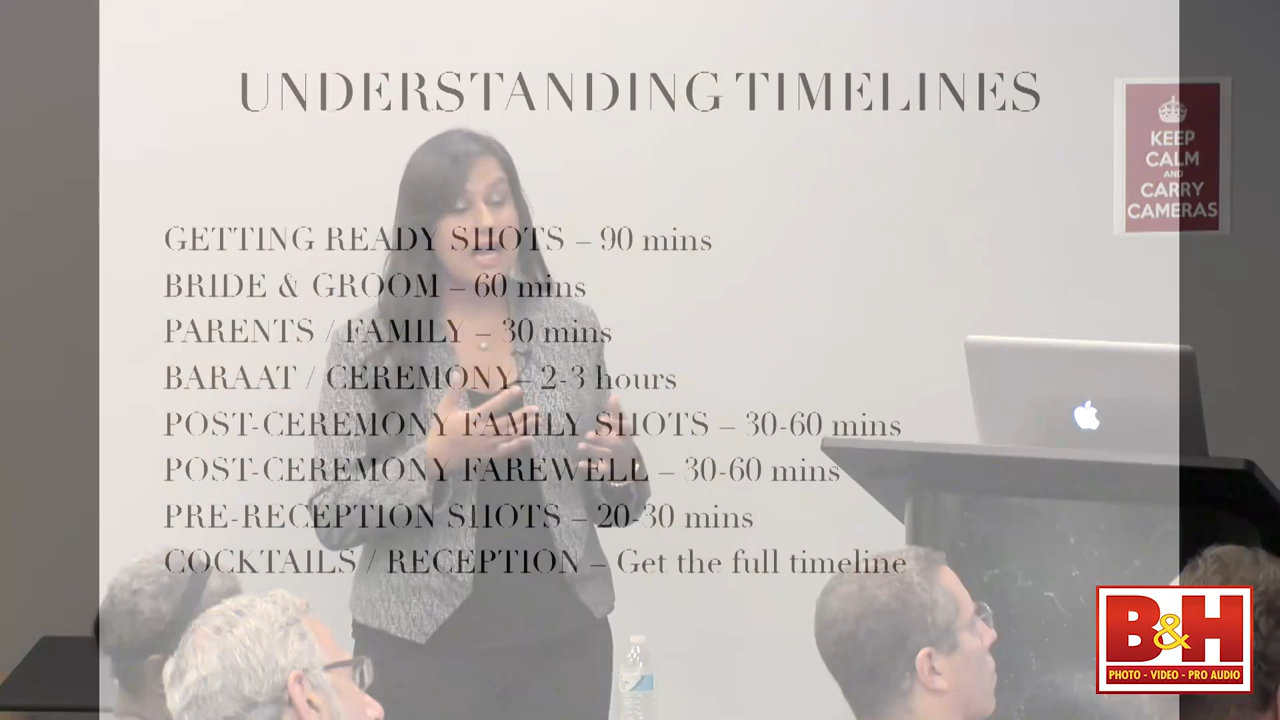 UNDERSTANDING TIMELINES
KEEP
CALM
AND
CARRY
CAMERAS
GETTING READY SHOTS – 90 mins
BRIDE & GROOM – 60 mins
PARENTS / FAMILY – 30 mins
BARAAT / CEREMONY– 2-3 hours
POST-CEREMONY FAMILY SHOTS – 30-60 mins
POST-CEREMONY FAREWELL – 30-60 mins
PRE-RECEPTION SHOTS – 20-30 mins
COCKTAILS / RECEPTION – Get the full timeline
B&H
PHOTO - VIDEO - PRO AUDIO